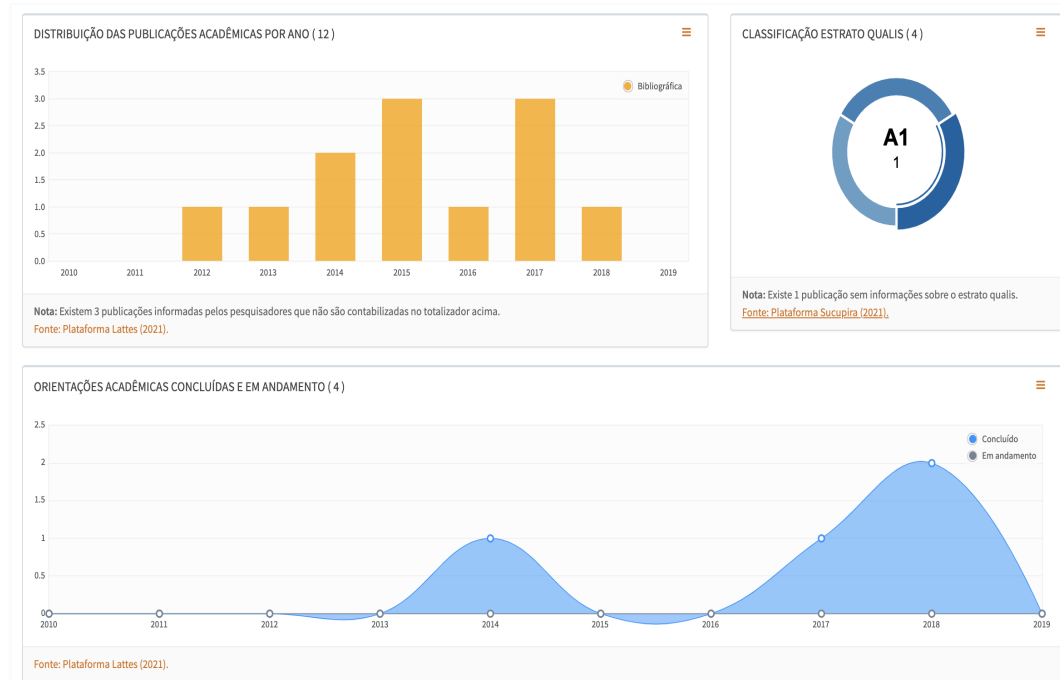 DISTRIBUIÇÃO DAS PUBLICAÇÕES ACADÊMICAS POR ANO ( 12 )
3.5
3.0
2.5
2.0
1.5
1.0
0.5
0.0
Bibliográfica
2010 2011 2012 2013 2014 2015 2016 2017 2018 2019
Nota: Existem 3 publicações informadas pelos pesquisadores que não são contabilizadas no totalizador acima.
Fonte: Plataforma Lattes (2021).
CLASSIFICAÇÃO ESTRATO QUALIS ( 4 )
A1
1
Nota: Existe 1 publicação sem informações sobre o estrato qualis.
Fonte: Plataforma Sucupira (2021).
ORIENTAÇÕES ACADÊMICAS CONCLUÍDAS E EM ANDAMENTO ( 4 )
2.5
2
1.5
1
0.5
0
Concluído
Em andamento
2010 2011 2012 2013 2014 2015 2016 2017 2018 2019
Fonte: Plataforma Lattes (2021).